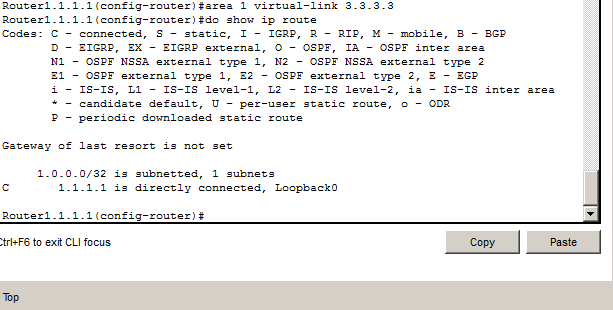 Router1.1.1.1(config-router)#area 1 virtual-link 3.3.3.3
Router1.1.1.1(config-router)#do show ip route
Codes: C - connected, S - static, I - IGRP, R - RIP, M - mobile, B - BGP
D - EIGRP, EX - EIGRP external, O - OSPF, IA - OSPF inter area
N1 - OSPF NSSA external type 1, N2 - OSPF NSSA external type 2
E1 - OSPF external type 1, E2 - OSPF external type 2, E - EGP
i - IS-IS, L1 - IS-IS level-1, L2 - IS-IS level-2, ia - IS-IS inter area
* - candidate default, U - per-user static route, o - ODR
P - periodic downloaded static route
Gateway of last resort is not set
1.0.0.0/32 is subnetted, 1 subnets
C 1.1.1.1 is directly connected, Loopback0
Router1.1.1.1(config-router)#
Ctrl+F6 to exit CLI focus
Copy
Paste
Top